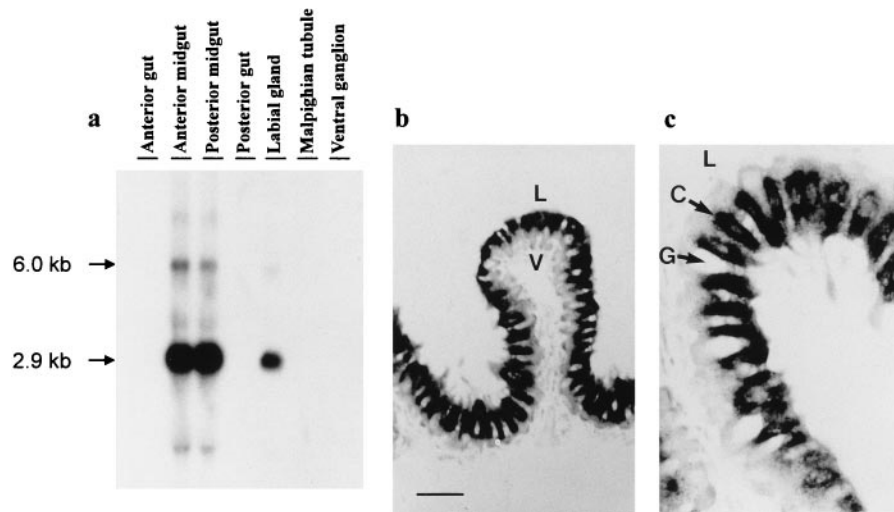 a
Anterior gut
Anterior midgut
Posterior midgut
Posterior gut
Labial gland
Malpighian tubule
Ventral ganglion
6.0 kb
2.9 kb
b
L
V
c
L
C
G